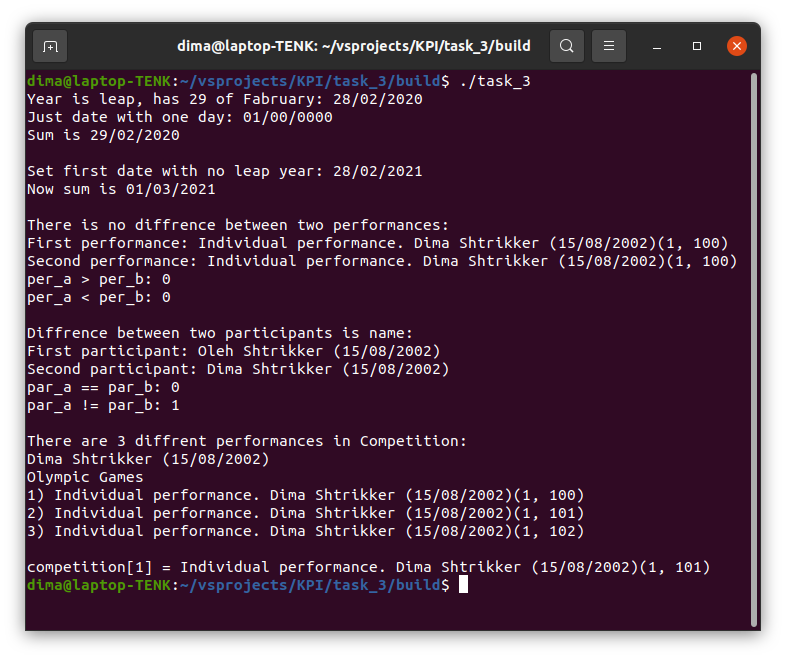 dima@laptop-TENK: ~/vsprojects/KPI/task_3/build
dima@laptop-TENK:~/vsprojects/KPI/task_3/build$ ./task_3
Year is leap, has 29 of Fabruary: 28/02/2020
Just date with one day: 01/00/0000
Sum is 29/02/2020
Set first date with no leap year: 28/02/2021
Now sum is 01/03/2021
There is no diffrence between two performances:
First performance: Individual performance. Dima Shtrikker (15/08/2002)(1, 100)
Second performance: Individual performance. Dima Shtrikker (15/08/2002)(1, 100)
per_a > per_b: 0
per_a < per_b: 0
Diffrence between two participants is name:
First participant: Oleh Shtrikker (15/08/2002)
Second participant: Dima Shtrikker (15/08/2002)
par_a == par_b: 0
par_a != par_b: 1
There are 3 diffrent performances in Competition:
Dima Shtrikker (15/08/2002)
Olympic Games
1) Individual performance. Dima Shtrikker (15/08/2002)(1, 100)
2) Individual performance. Dima Shtrikker (15/08/2002)(1, 101)
3) Individual performance. Dima Shtrikker (15/08/2002)(1, 102)
competition[1] = Individual performance. Dima Shtrikker (15/08/2002)(1, 101)
dima@laptop-TENK:~/vsprojects/KPI/task_3/build$